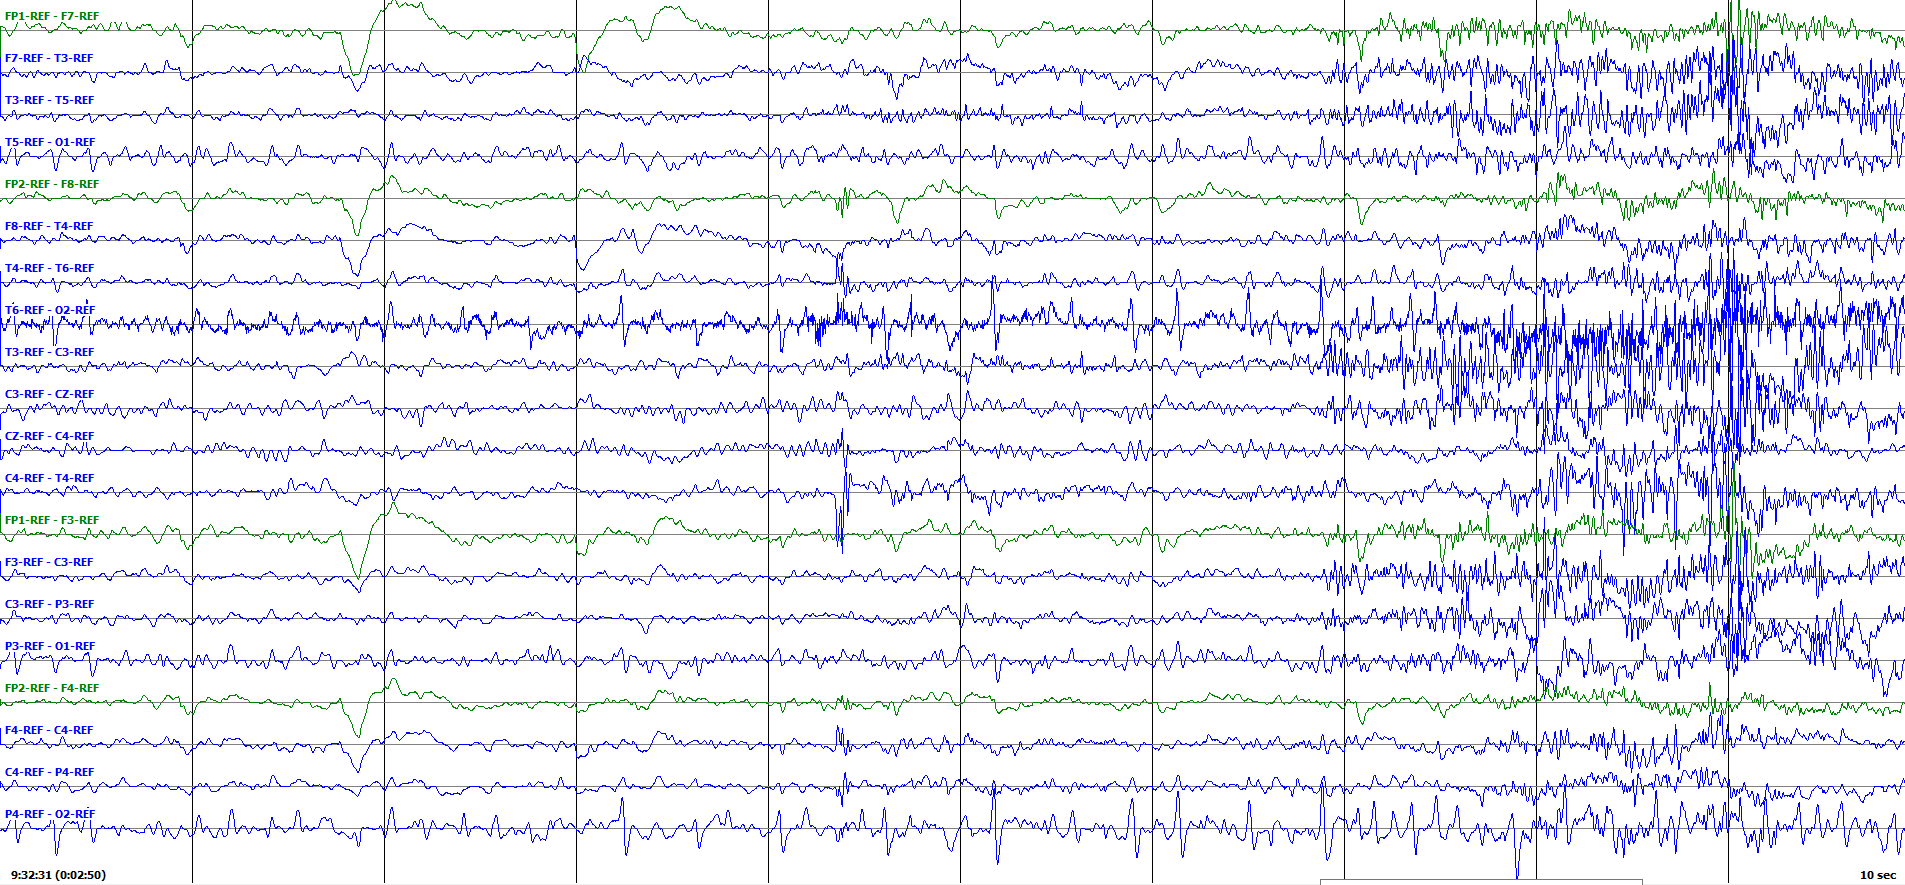 FP1-REF - F7-REF
F7-REF - T3-REF
T3-REF - T5-REF
T5-REF - O1-REF
FP2-REF - F8-REF
F8-REF - T4-REF
T4-REF - T6-REF
T6-REF - O2-REF
T3-REF - C3-REF
C3-REF - CZ-REF
CZ-REF - C4-REF
C4-REF - T4-REF
FP1-REF - F3-REF
F3-REF - C3-REF
C3-REF - P3-REF
P3-REF - O1-REF
FP2-REF - F4-REF
F4-REF - C4-REF
C4-REF - P4-REF
P4-REF - O2-REF
9:32:31 (0:02:50) 10 sec